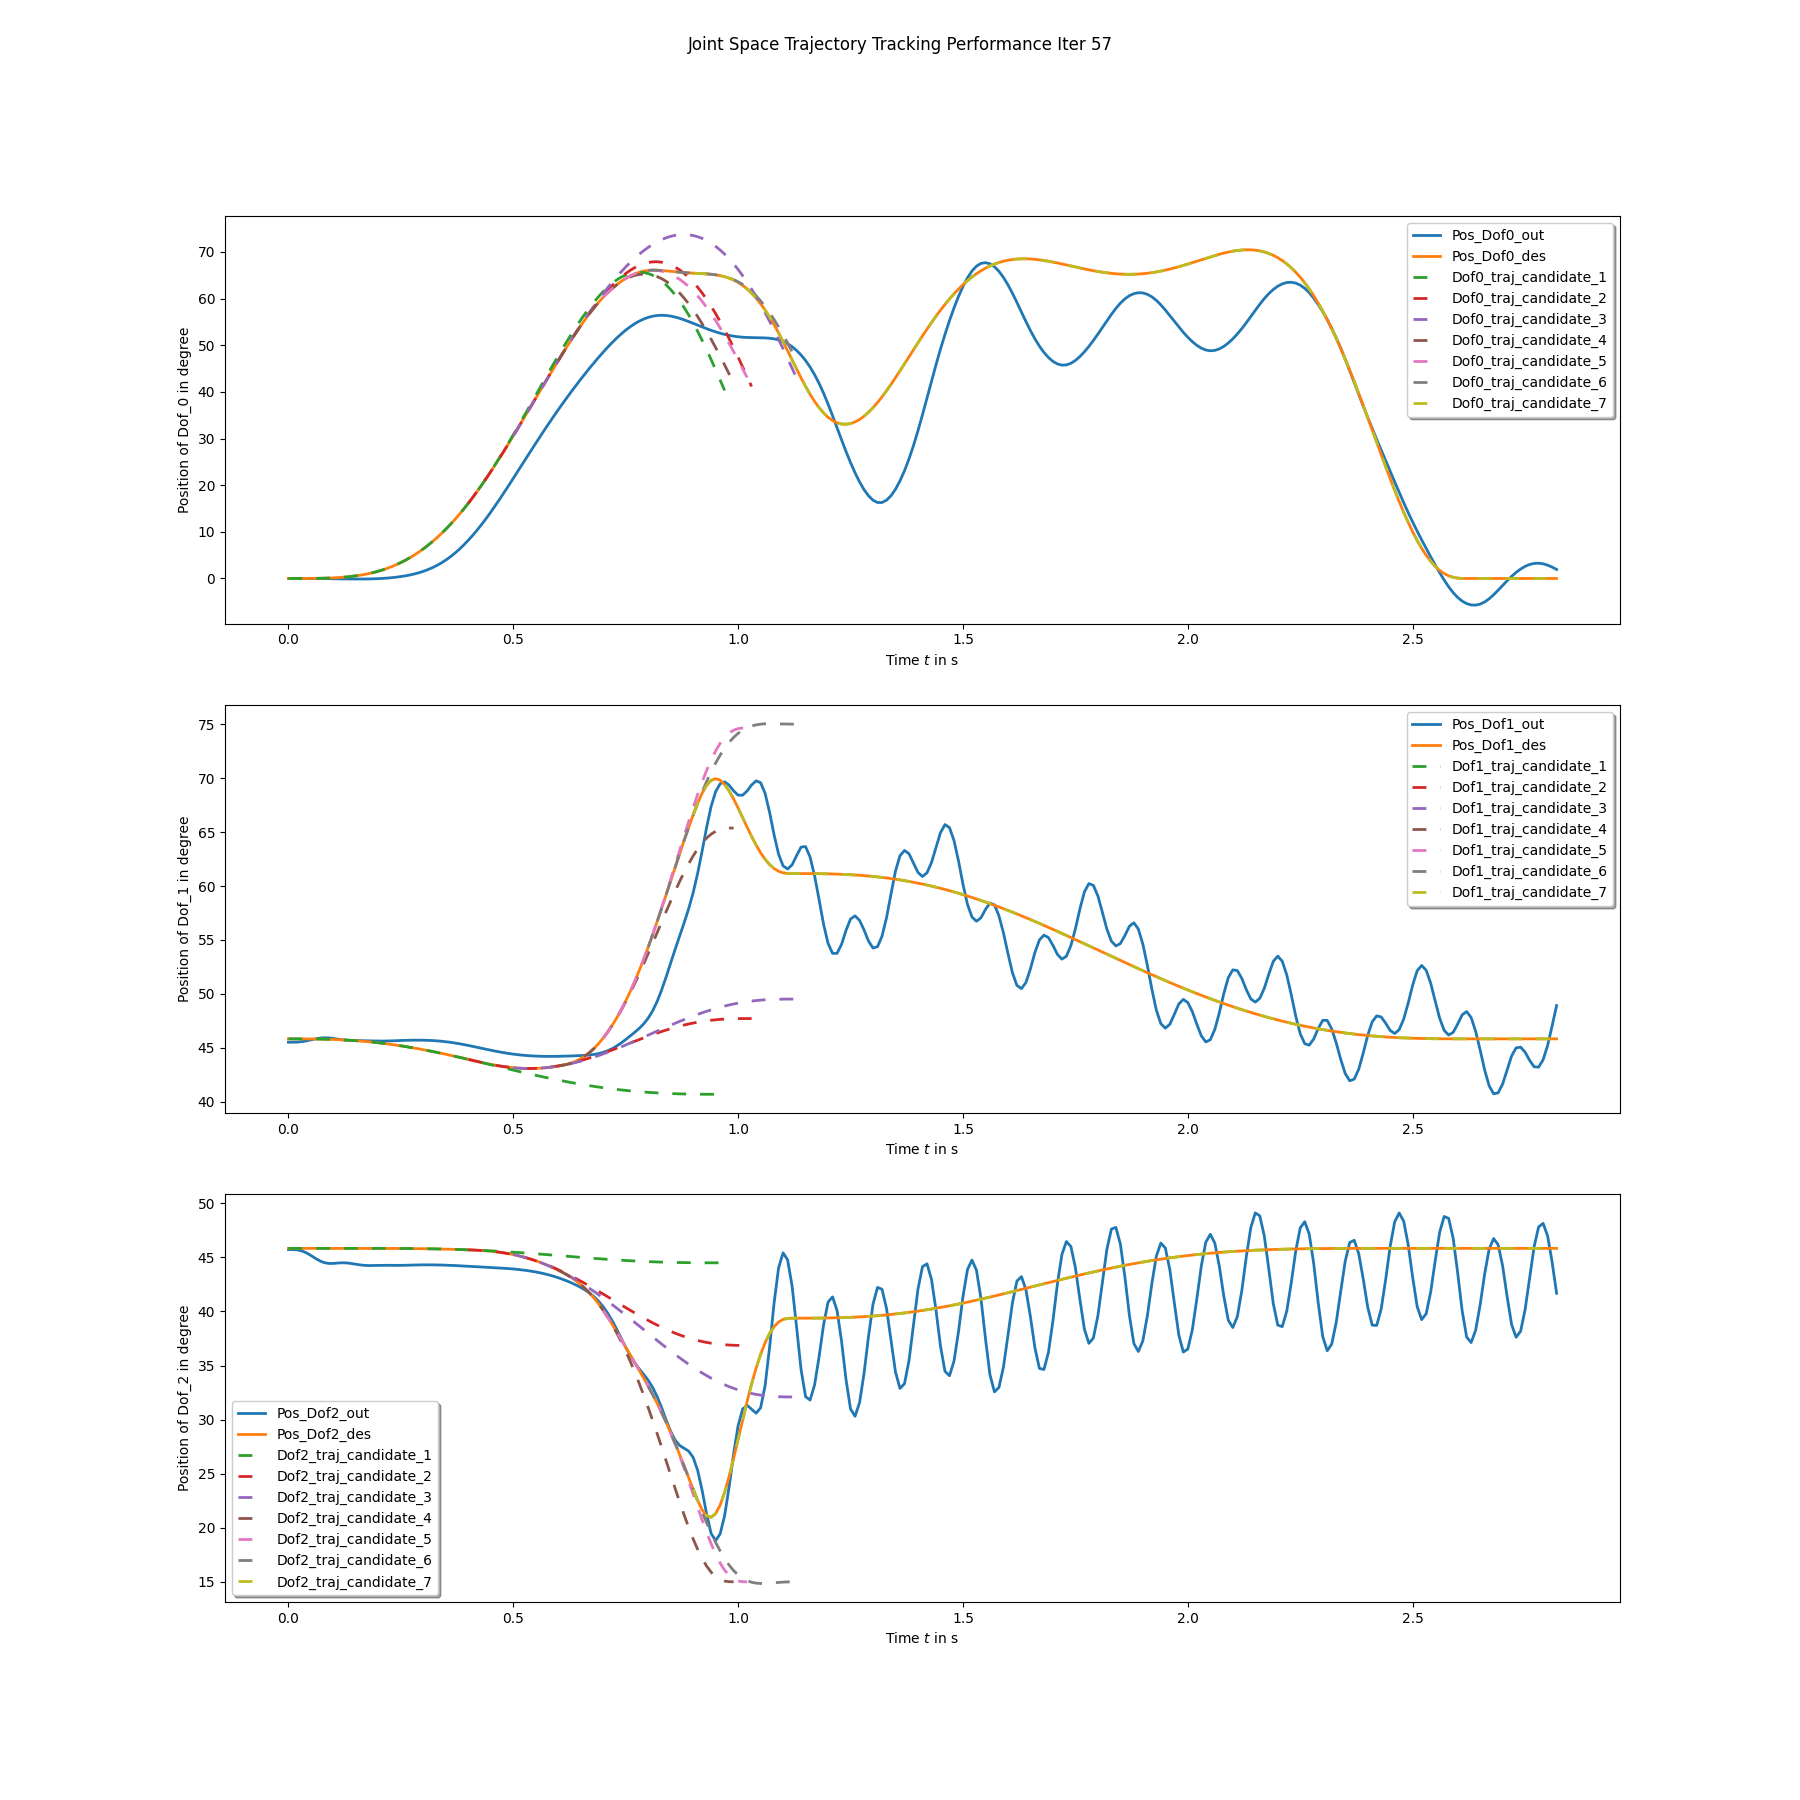 Joint Space Trajectory Tracking Performance Iter 57
Position of Dof_0 in degree
70
60
50
40
30
20
10
0
0.0 0.5 1.0 1.5 2.0 2.5
Time t in s
Pos_Dof0_out
Pos_Dof0_des
Dof0_traj_candidate_1
Dof0_traj_candidate_2
Dof0_traj_candidate_3
Dof0_traj_candidate_4
Dof0_traj_candidate_5
Dof0_traj_candidate_6
Dof0_traj_candidate_7
Position of Dof_1 in degree
75
70
65
60
55
50
45
40
0.0 0.5 1.0 1.5 2.0 2.5
Time t in s
Pos_Dof1_out
Pos_Dof1_des
Dof1_traj_candidate_1
Dof1_traj_candidate_2
Dof1_traj_candidate_3
Dof1_traj_candidate_4
Dof1_traj_candidate_5
Dof1_traj_candidate_6
Dof1_traj_candidate_7
Position of Dof_2 in degree
50
45
40
35
30
25
20
15
0.0 0.5 1.0 1.5 2.0 2.5
Time t in s
Pos_Dof2_out
Pos_Dof2_des
Dof2_traj_candidate_1
Dof2_traj_candidate_2
Dof2_traj_candidate_3
Dof2_traj_candidate_4
Dof2_traj_candidate_5
Dof2_traj_candidate_6
Dof2_traj_candidate_7